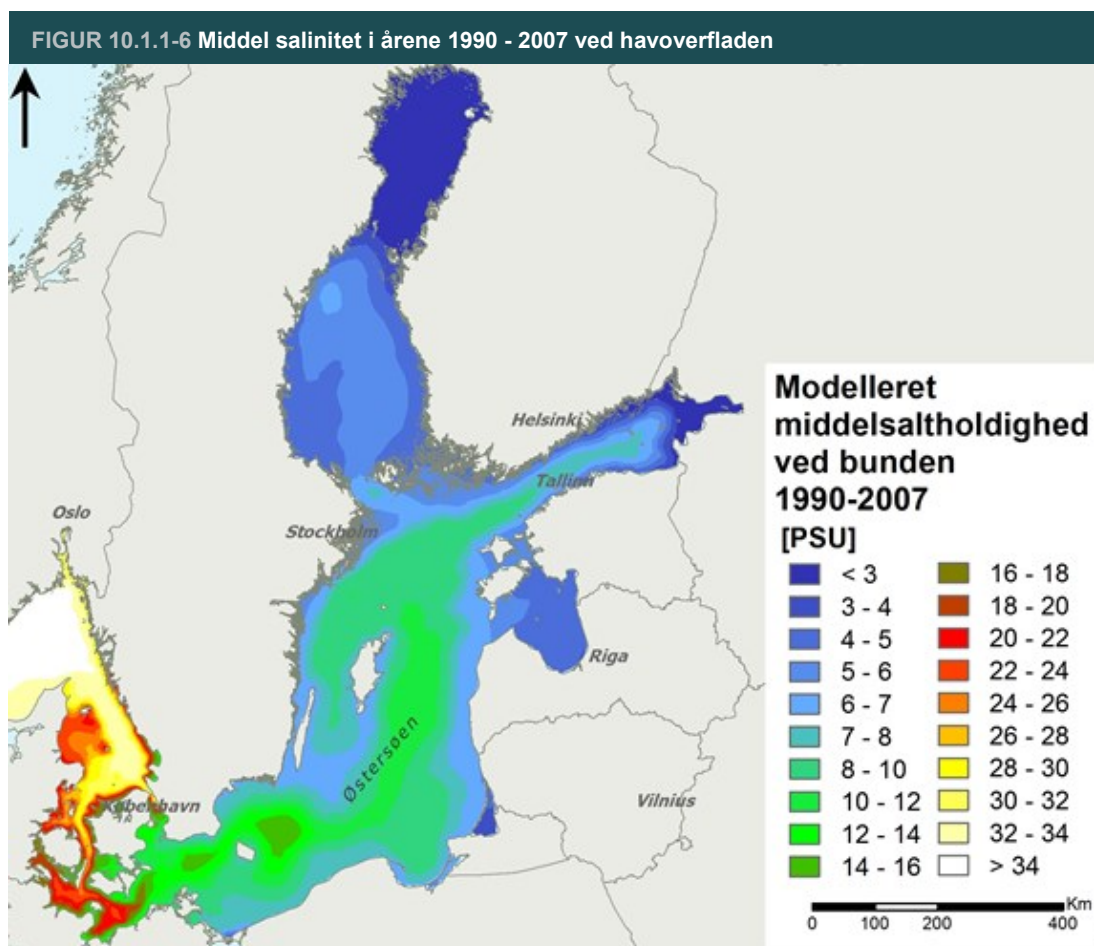 FIGUR 10.1.1-6 Middel salinitet i årene 1990 - 2007 ved havoverfladen
Helsinki
Tallinn
Oslo
Stockholm
Riga
Østersøen
København
Vilnius
Modelleret
middelsaltholdighed
ved bunden
1990-2007
[PSU]
< 3
3 - 4
4 - 5
5 - 6
6 - 7
7 - 8
8 - 10
10 - 12
12 - 14
14 - 16
16 - 18
18 - 20
20 - 22
22 - 24
24 - 26
26 - 28
28 - 30
30 - 32
32 - 34
> 34
Km
0 100 200 400